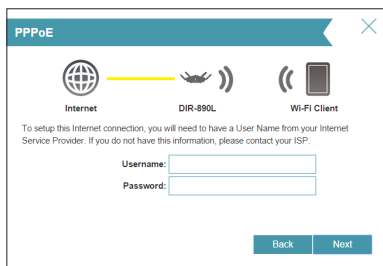 PPPoE
Internet DIR-890L Wi-Fi Client
To setup this Internet connection, you will need to have a User Name from your Internet
Service Provider. If you do not have this information, please contact your ISP.
Username:
Password:
Back Next